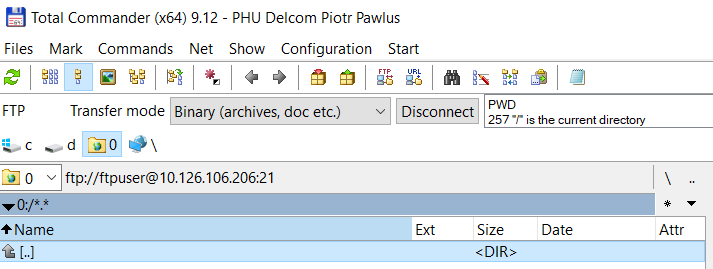 Total Commander (x64) 9.12 - PHU Delcom Piotr Pawlus
Files Mark Commands Net Show Configuration Start
FTP URL
FTP Transfer mode Binary (archives, doc etc.) Disconnect PWD
257 "/" is the current directory
c d 0 \
0 ftp://ftpuser@10.126.106.206:21 \ ..
0:/*.* *
Name Ext Size Date Attr
[..] <DIR>